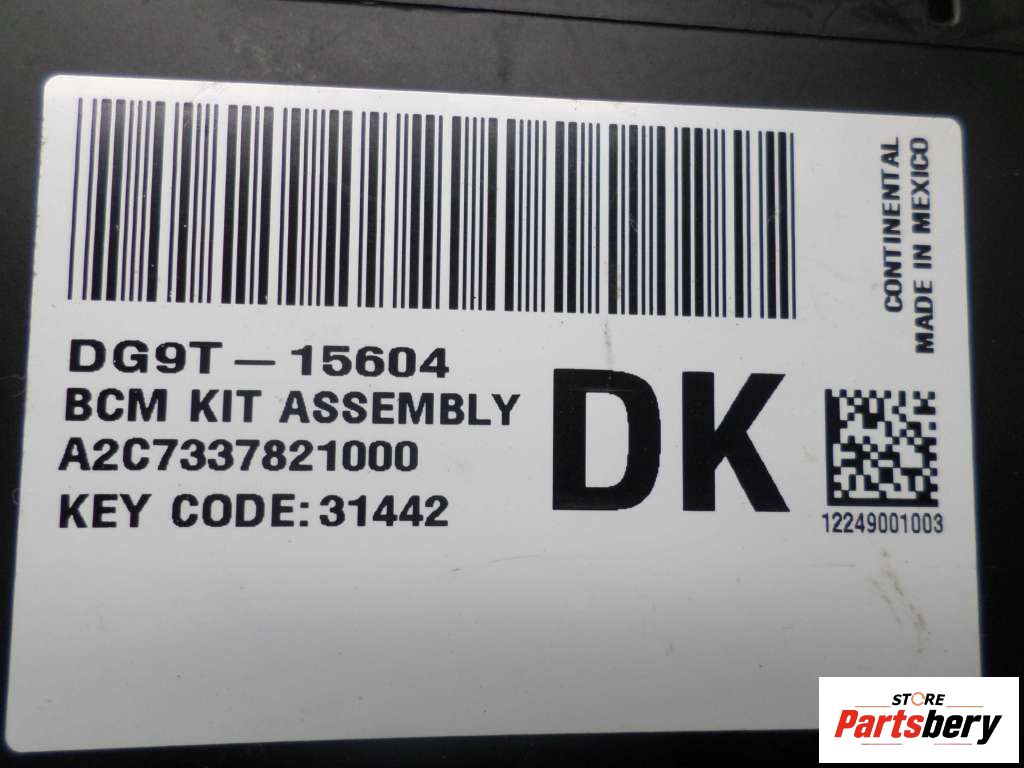 DG9T-15604
BCM KIT ASSEMBLY
A2C7337821000
KEY CODE: 31442
DK
CONTINENTAL
MADE IN MEXICO
12249001003
STORE
Partsbery